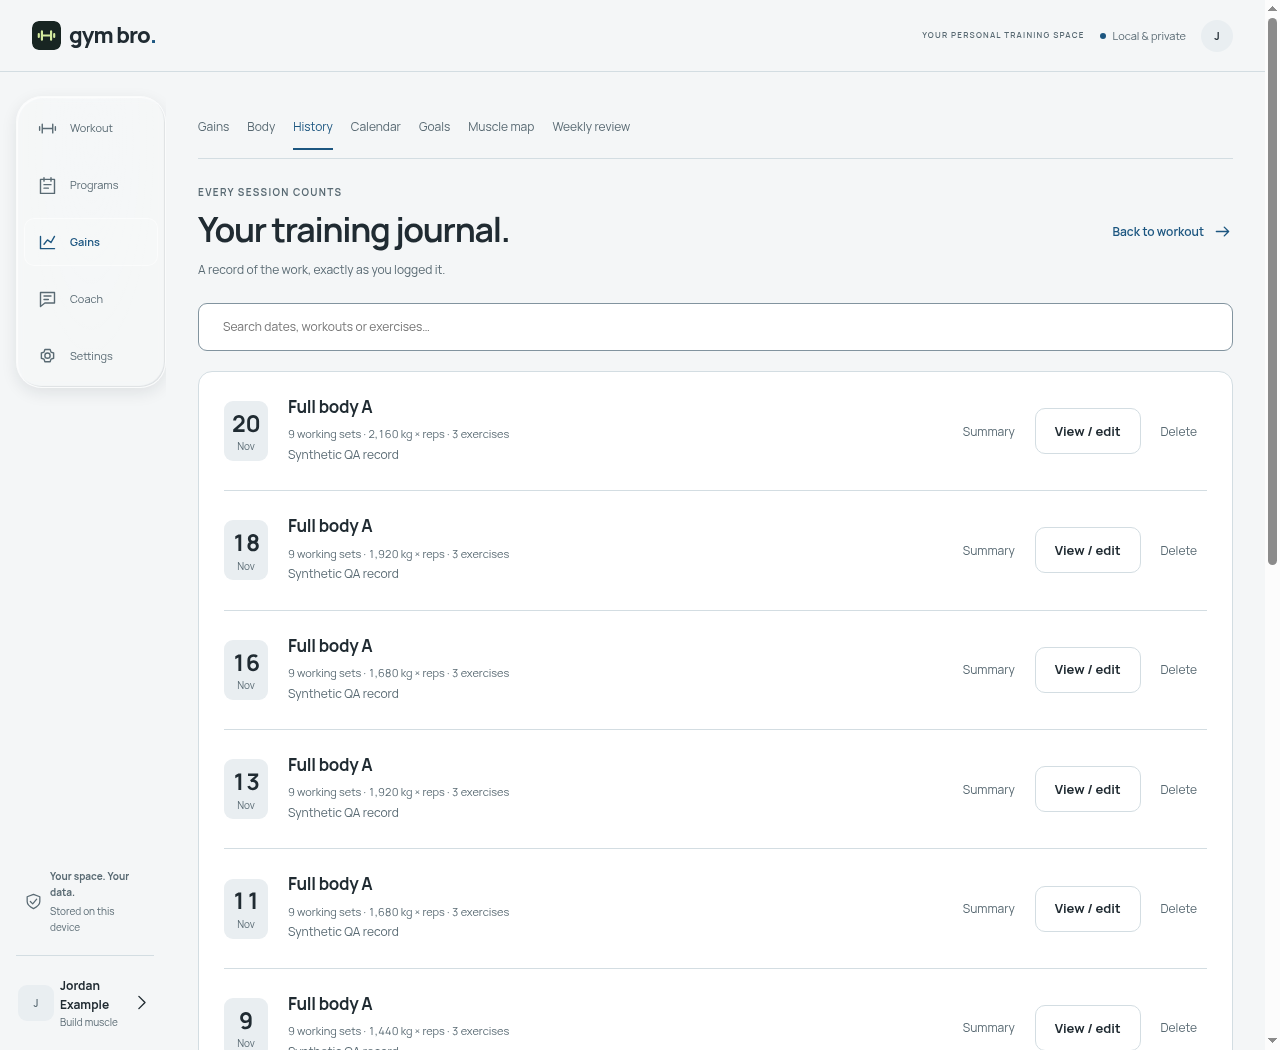 gym bro.
YOUR PERSONAL TRAINING SPACE
Local & private
J
Workout
Programs
Gains
Coach
Settings
Your space. Your
data.
Stored on this
device
J
Jordan
Example
Build muscle
Gains Body History Calendar Goals Muscle map Weekly review
EVERY SESSION COUNTS
Your training journal.
Back to workout
A record of the work, exactly as you logged it.
Search dates, workouts or exercises...
20
Nov
Full body A
9 working sets · 2,160 kg × reps · 3 exercises
Synthetic QA record
Summary View / edit Delete
18
Nov
Full body A
9 working sets · 1,920 kg × reps · 3 exercises
Synthetic QA record
Summary View / edit Delete
16
Nov
Full body A
9 working sets · 1,680 kg × reps · 3 exercises
Synthetic QA record
Summary View / edit Delete
13
Nov
Full body A
9 working sets · 1,920 kg × reps · 3 exercises
Synthetic QA record
Summary View / edit Delete
11
Nov
Full body A
9 working sets · 1,680 kg × reps · 3 exercises
Synthetic QA record
Summary View / edit Delete
9
Nov
Full body A
9 working sets · 1,440 kg × reps · 3 exercises
Synthetic QA record
Summary View / edit Delete